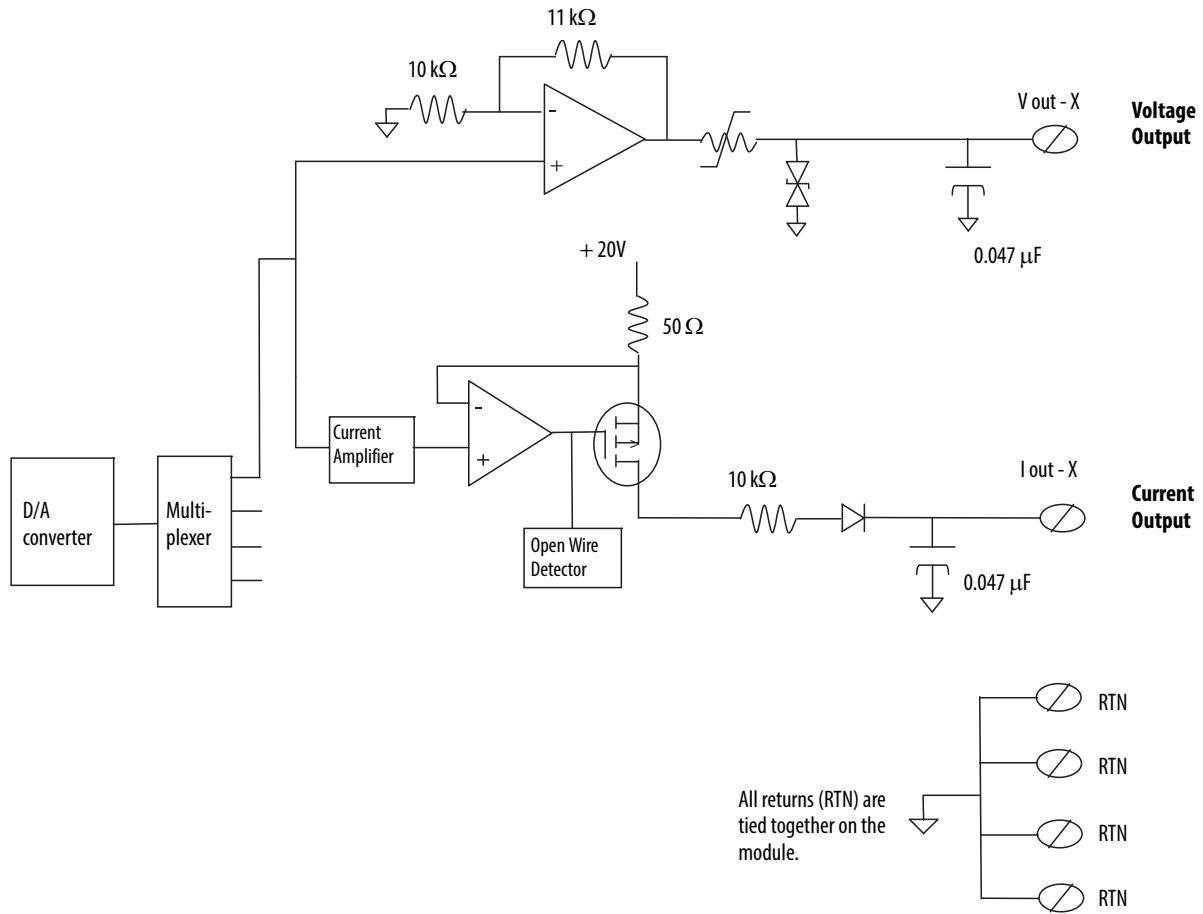 11 kΩ
10 kΩ
-
+
V out - X
Voltage
Output
0.047 μF
+ 20V
50 Ω
Current
Amplifier
-
+
Open Wire
Detector
D/A
converter
Multi-
plexer
10 kΩ
I out - X
Current
Output
0.047 μF
RTN
RTN
All returns (RTN) are
tied together on the
module.
RTN
RTN